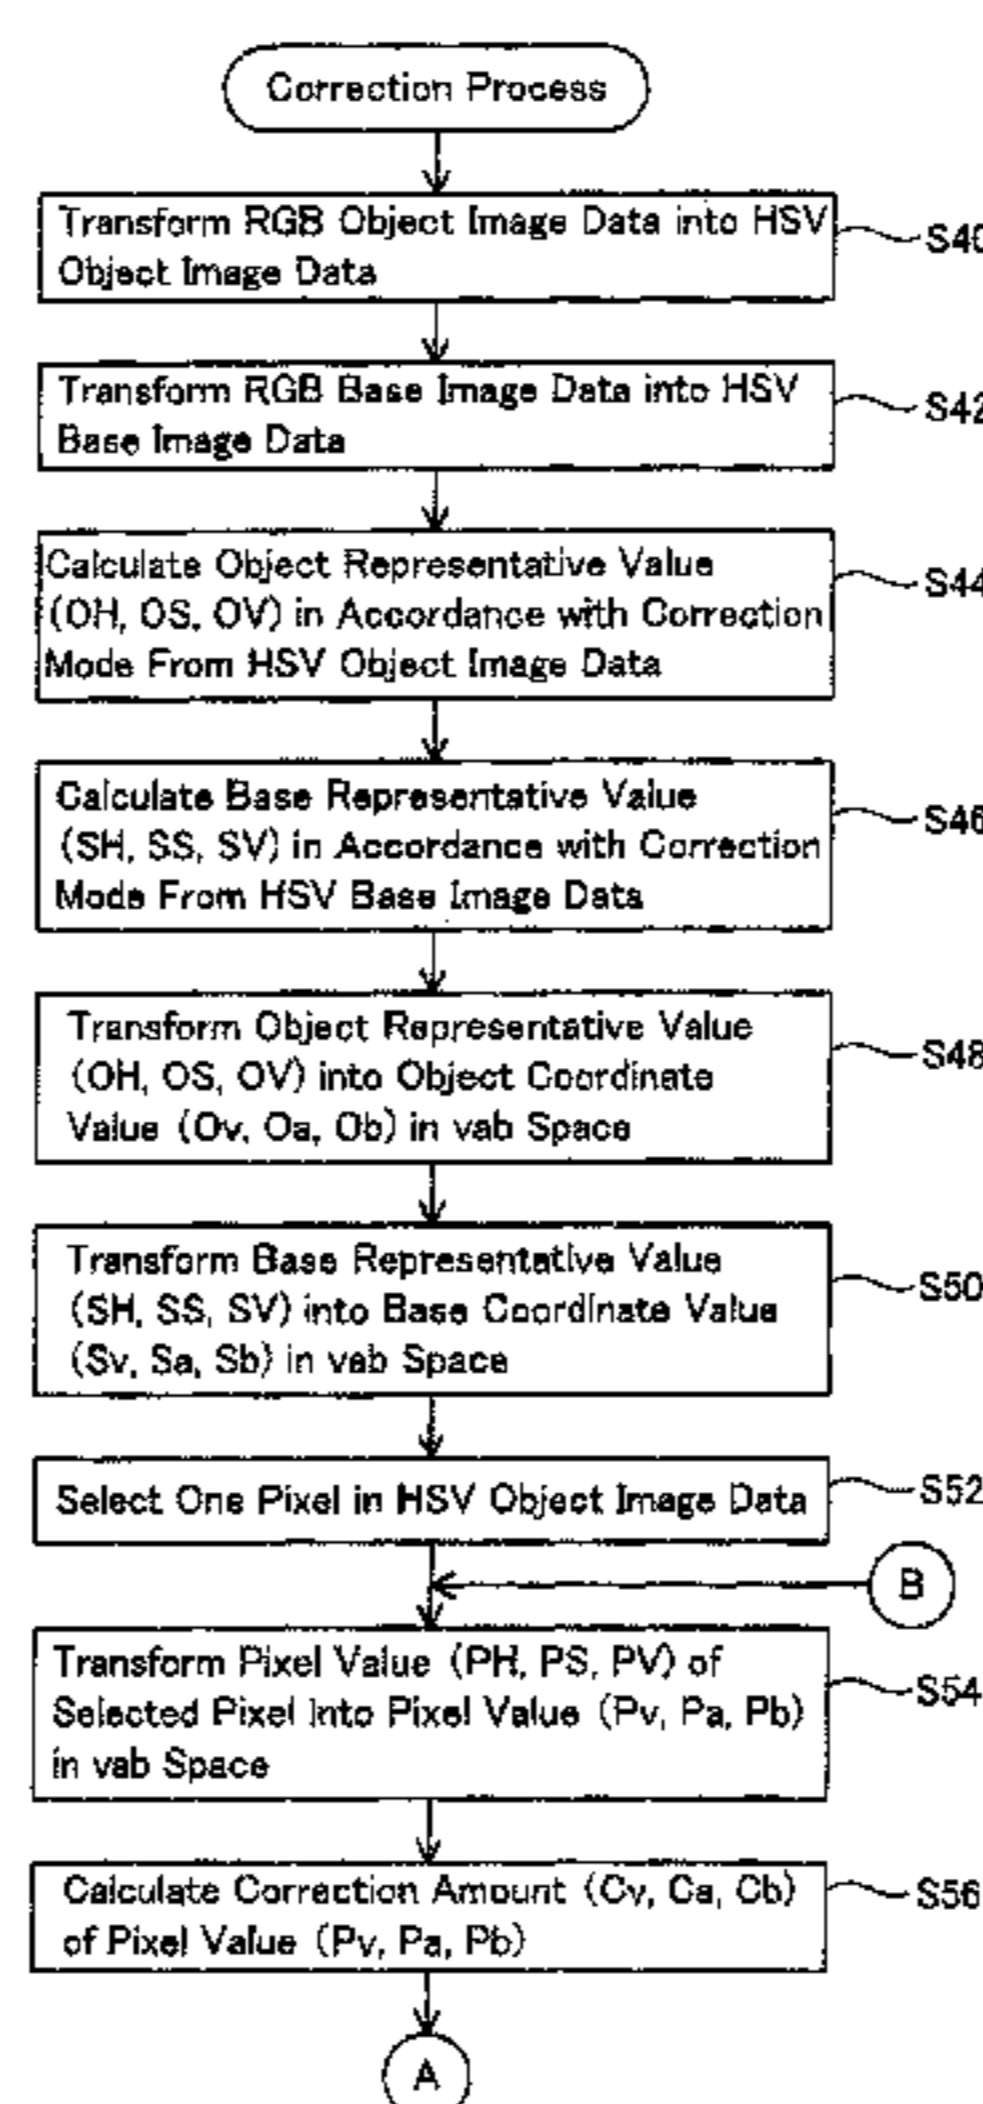 Correction Process
Transform RGB Object Image Data into HSV
Object Image Data
S40
Transform RGB Base Image Data into HSV
Base Image Data
S42
Calculate Object Representative Value
(OH, OS, OV) in Accordance with Correction
Mode From HSV Object Image Data
S44
Calculate Base Representative Value
(SH, SS, SV) in Accordance with Correction
Mode From HSV Base Image Data
S46
Transform Object Representative Value
(OH, OS, OV) into Object Coordinate
Value (Ov, Oa, Ob) in vab Space
S48
Transform Base Representative Value
(SH, SS, SV) into Base Coordinate Value
(Sv, Sa, Sb) in vab Space
S50
Select One Pixel in HSV Object Image Data
S52
B
Transform Pixel Value (PH, PS, PV) of
Selected Pixel Into Pixel Value (Pv, Pa, Pb)
in vab Space
S54
Calculate Correction Amount (Cv, Ca, Cb)
of Pixel Value (Pv, Pa, Pb)
S56
A